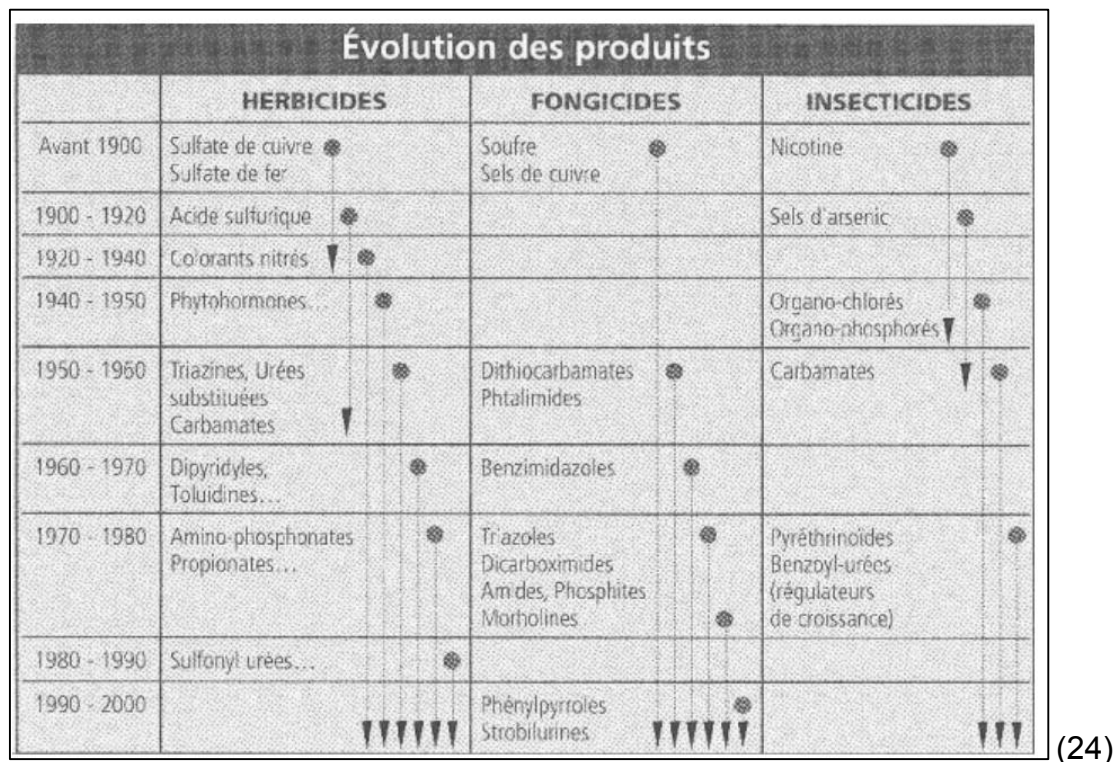 Évolution des produits
HERBICIDES FONGICIDES INSECTICIDES
Avant 1900 Sulfate de cuivre Soufre Nicotine
Sulfate de fer Sels de cuivre
1900 - 1920 Acide sulfurique Sels d'arsenic
1920 - 1940 Colorants nitrés
1940 - 1950 Phytohormones... Organo-chlorés
Organo-phosphorés
1950 - 1960 Triazines, Urées Dithiocarbamates Carbamates
substituées Phtalimides
Carbamates
1960 - 1970 Dipyridyles, Benzimidazoles
Toluidines...
1970 - 1980 Amino-phosphonates Triazoles Pyréthrinoïdes
Propionates... Dicarboximides Benzoyl-urées
Amides, Phosphites (régulateurs
Morholines de croissance)
1980 - 1990 Sulfonyl urées...
1990 - 2000 Phénylpyrroles
Strobilurines
(24)